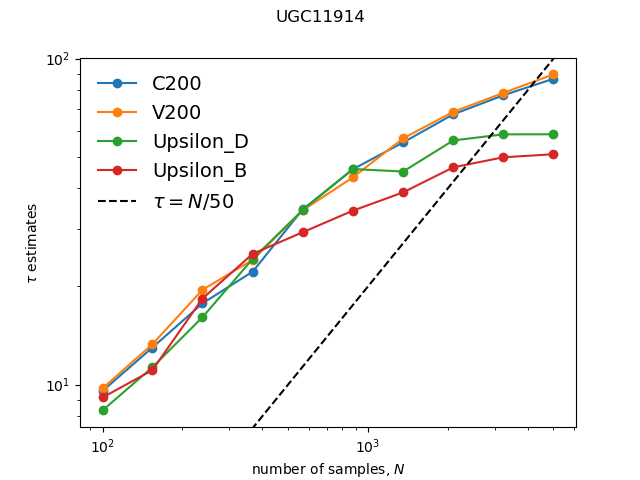 UGC11914
C200
V200
Upsilon_D
Upsilon_B
τ = N/50
τ estimates
10²
10¹
10²
10³
number of samples, N